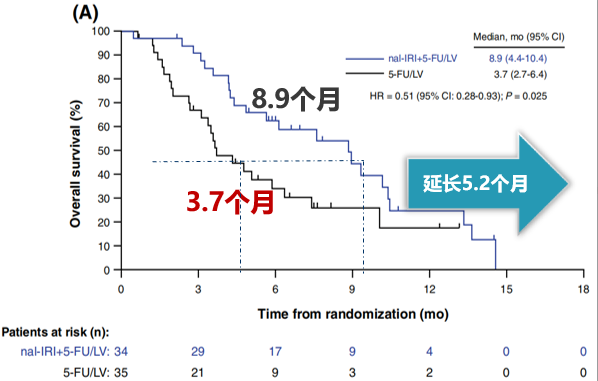 (A)
Median, mo (95% CI)
nal-IRI+5-FU/LV 8.9 (4.4-10.4)
5-FU/LV 3.7 (2.7-6.4)
HR = 0.51 (95% CI: 0.28-0.93); P = 0.025
8.9个月
3.7个月
延长5.2个月
Overall survival (%)
100
90
80
70
60
50
40
30
20
10
0
0 3 6 9 12 15 18
Time from randomization (mo)
Patients at risk (n):
nal-IRI+5-FU/LV: 34 29 17 9 4 0 0
5-FU/LV: 35 21 9 3 2 0 0